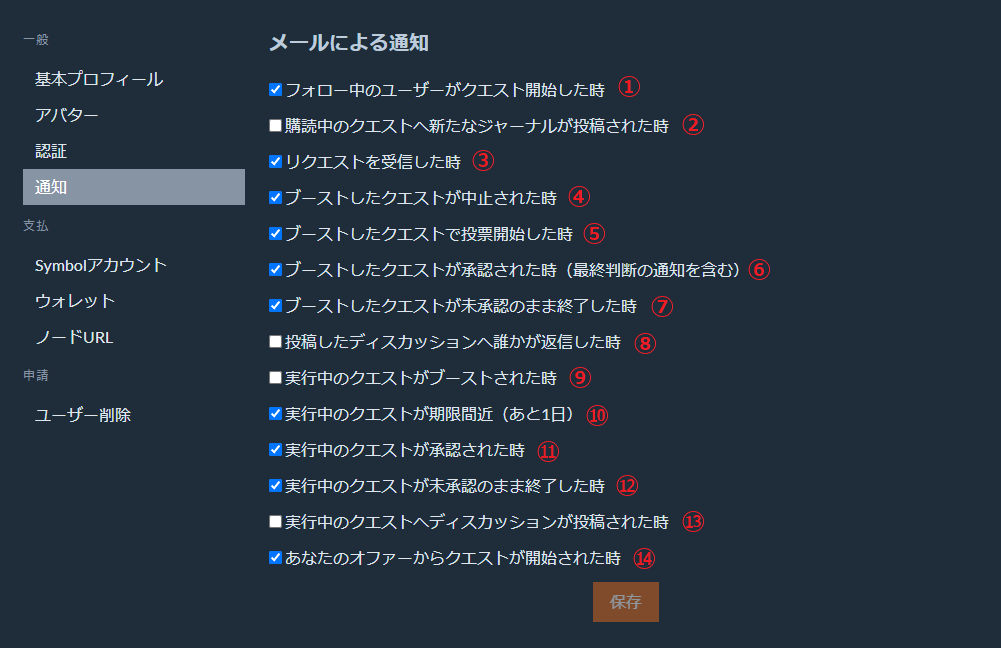 一般
基本プロフィール
アバター
認証
通知
支払
Symbolアカウント
ウォレット
ノードURL
申請
ユーザー削除
メールによる通知
フォロー中のユーザーがクエスト開始した時 ①
購読中のクエストへ新たなジャーナルが投稿された時 ②
リクエストを受信した時 ③
ブーストしたクエストが中止された時 ④
ブーストしたクエストで投票開始した時 ⑤
ブーストしたクエストが承認された時（最終判断の通知を含む） ⑥
ブーストしたクエストが未承認のまま終了した時 ⑦
投稿したディスカッションへ誰かが返信した時 ⑧
実行中のクエストがブーストされた時 ⑨
実行中のクエストが期限間近（あと1日） ⑩
実行中のクエストが承認された時 ⑪
実行中のクエストが未承認のまま終了した時 ⑫
実行中のクエストへディスカッションが投稿された時 ⑬
あなたのオファーからクエストが開始された時 ⑭
保存